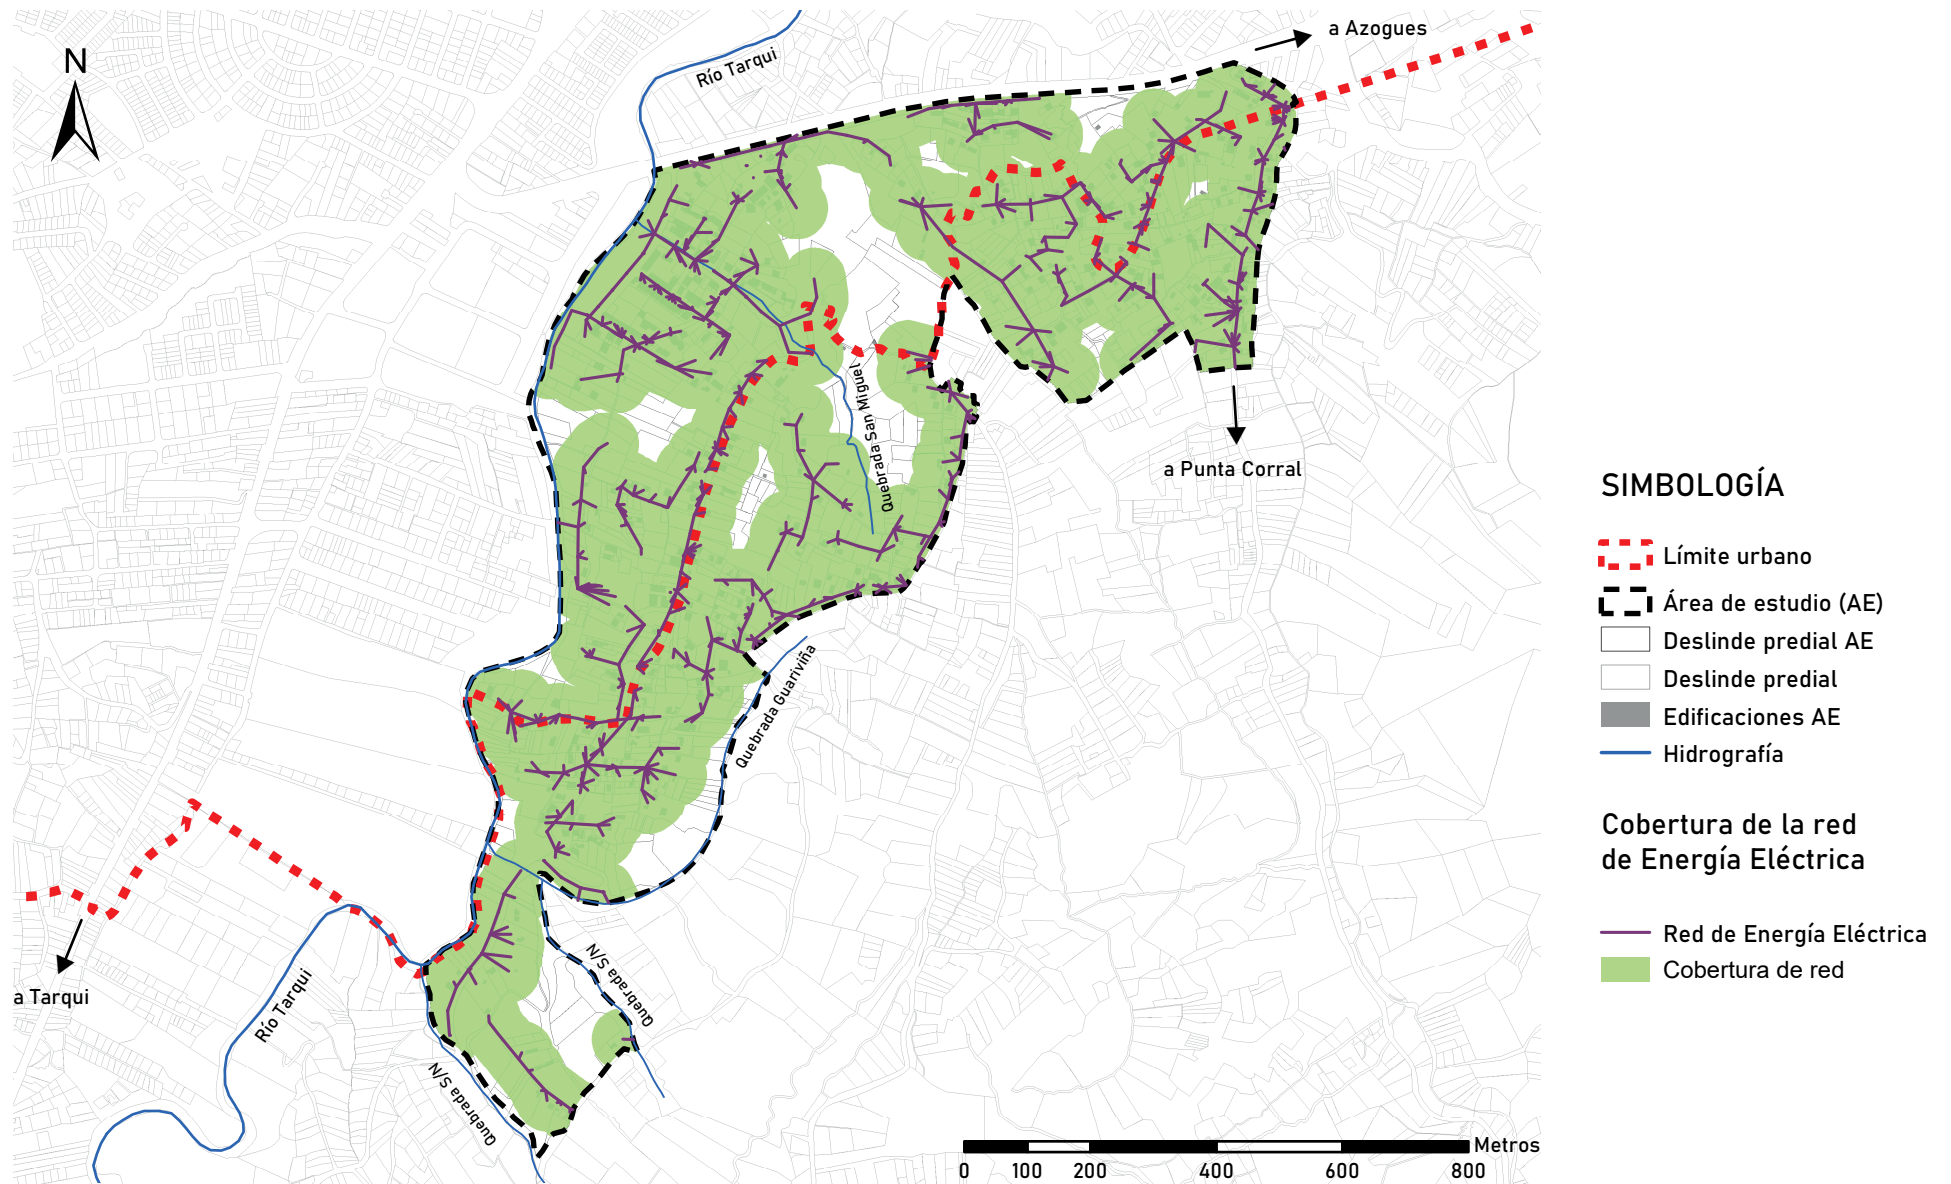 a Azogues
N
Río Tarqui
a Punta Corral
Quebrada San Miguel
Quebrada Guariviña
Quebrada S/N
Río Tarqui
a Tarqui
Quebrada S/N
Metros
0 100 200 400 600 800
SIMBOLOGÍA
Límite urbano
Área de estudio (AE)
Deslinde predial AE
Deslinde predial
Edificaciones AE
Hidrografía
Cobertura de la red
de Energía Eléctrica
Red de Energía Eléctrica
Cobertura de red